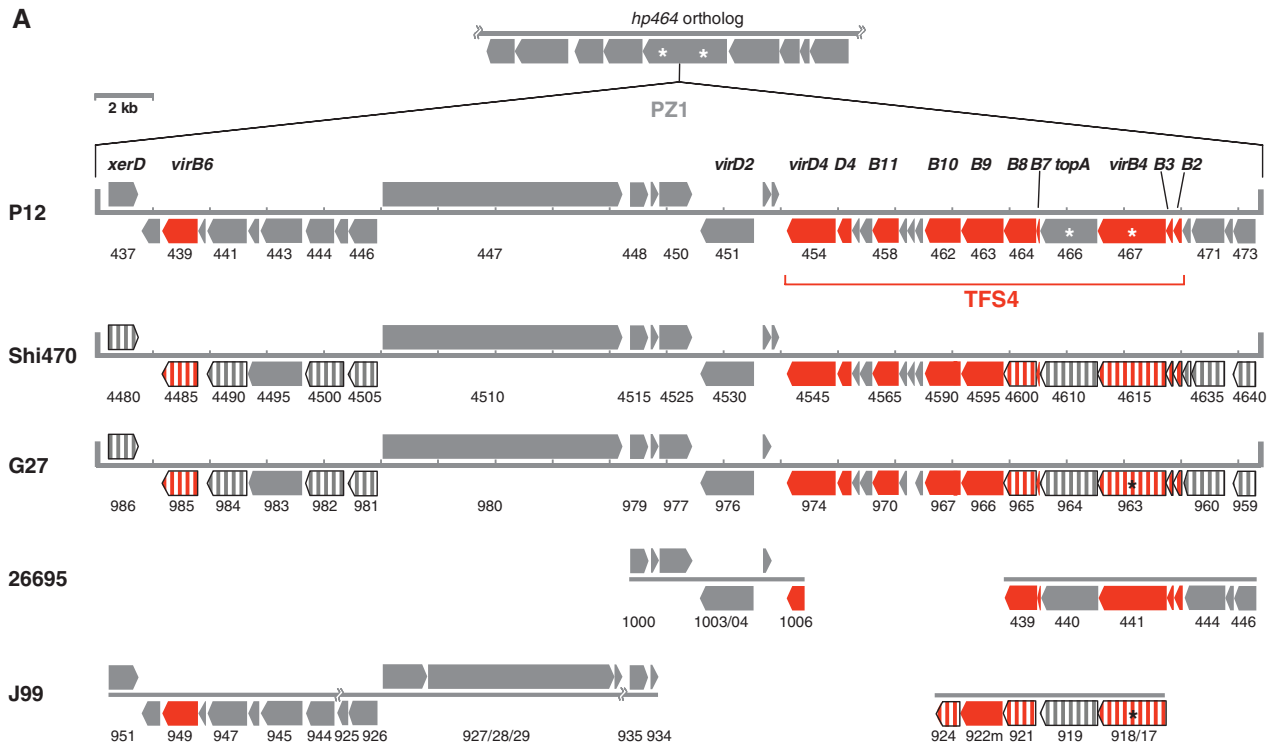 A
hp464 ortholog
* *
2 kb
PZ1
xerD virB6 virD2 virD4 D4 B11 B10 B9 B8 B7 topA virB4 B3 B2
P12
* *
437 439 441 443 444 446 447 448 450 451 454 458 462 463 464 466 467 471 473
TFS4
Shi470
4480 4485 4490 4495 4500 4505 4510 4515 4525 4530 4545 4565 4590 4595 4600 4610 4615 4635 4640
G27
*
986 985 984 983 982 981 980 979 977 976 974 970 967 966 965 964 963 960 959
26695
1000 1003/04 1006 439 440 441 444 446
J99
*
951 949 947 945 944 925 926 927/28/29 935 934 924 922m 921 919 918/17